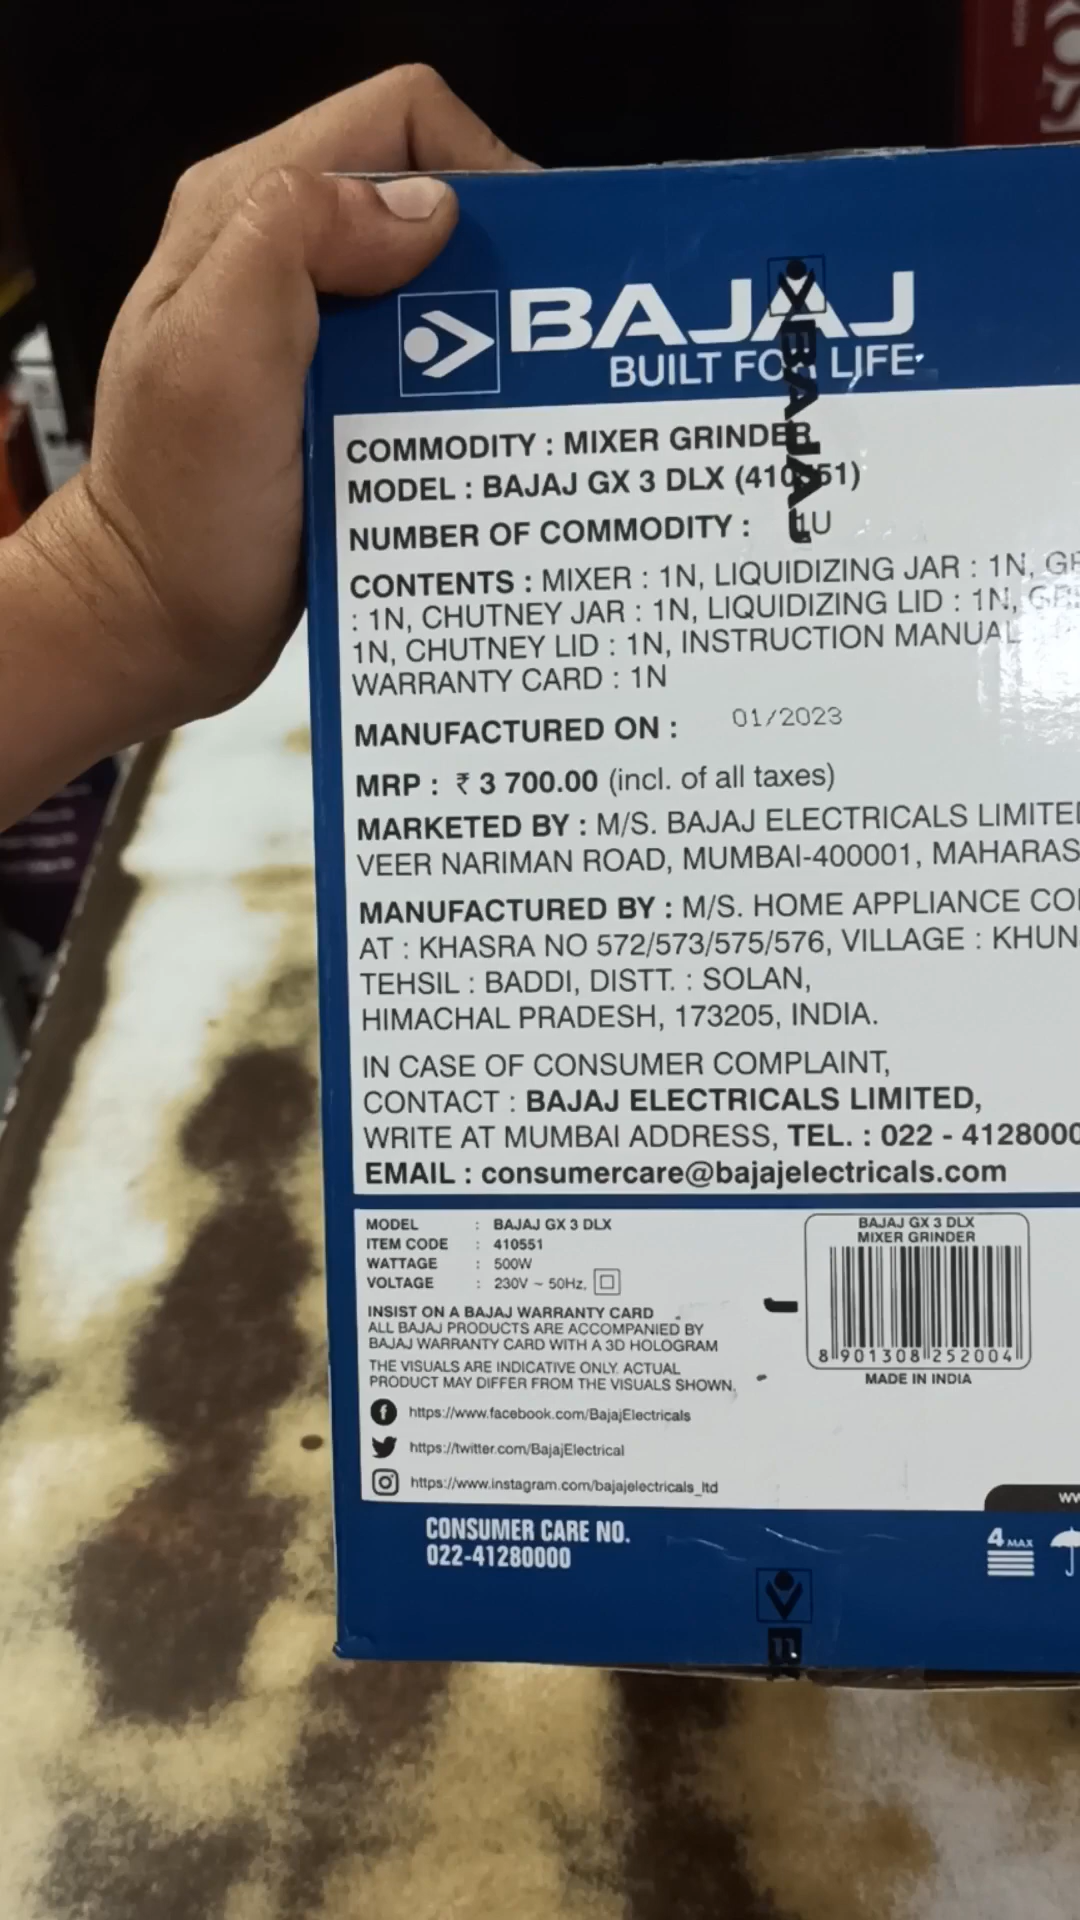 BAJAJ
BUILT FOR LIFE
COMMODITY : MIXER GRINDER
MODEL : BAJAJ GX 3 DLX (410551)
NUMBER OF COMMODITY : 1U
CONTENTS : MIXER : 1N, LIQUIDIZING JAR : 1N,
: 1N, CHUTNEY JAR : 1N, LIQUIDIZING LID : 1N,
1N, CHUTNEY LID : 1N, INSTRUCTION MANUAL
WARRANTY CARD : 1N
MANUFACTURED ON : 01/2023
MRP : ₹ 3 700.00 (incl. of all taxes)
MARKETED BY : M/S. BAJAJ ELECTRICALS LIMITED
VEER NARIMAN ROAD, MUMBAI-400001, MAHARAS
MANUFACTURED BY : M/S. HOME APPLIANCE CO
AT : KHASRA NO 572/573/575/576, VILLAGE : KHUN
TEHSIL : BADDI, DISTT. : SOLAN,
HIMACHAL PRADESH, 173205, INDIA.
IN CASE OF CONSUMER COMPLAINT,
CONTACT : BAJAJ ELECTRICALS LIMITED,
WRITE AT MUMBAI ADDRESS, TEL. : 022 - 4128000
EMAIL : consumercare@bajajelectricals.com
MODEL : BAJAJ GX 3 DLX
ITEM CODE : 410551
WATTAGE : 500W
VOLTAGE : 230V ~ 50Hz,
INSIST ON A BAJAJ WARRANTY CARD
ALL BAJAJ PRODUCTS ARE ACCOMPANIED BY
BAJAJ WARRANTY CARD WITH A 3D HOLOGRAM
THE VISUALS ARE INDICATIVE ONLY. ACTUAL
PRODUCT MAY DIFFER FROM THE VISUALS SHOWN.
https://www.facebook.com/BajajElectricals
https://twitter.com/BajajElectrical
https://www.instagram.com/bajajelectricals_ltd
BAJAJ GX 3 DLX
MIXER GRINDER
8 901308 252004
MADE IN INDIA
CONSUMER CARE NO.
022-41280000
4 MAX
BAJAJ